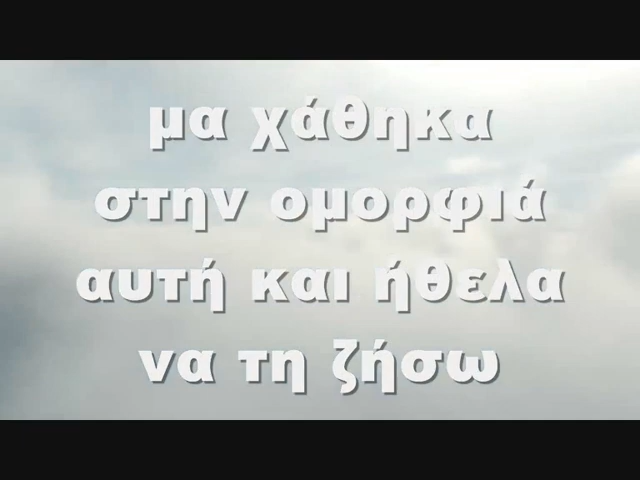 μα χάθηκα
στην ομορφιά
αυτή και ήθελα
να τη ζήσω